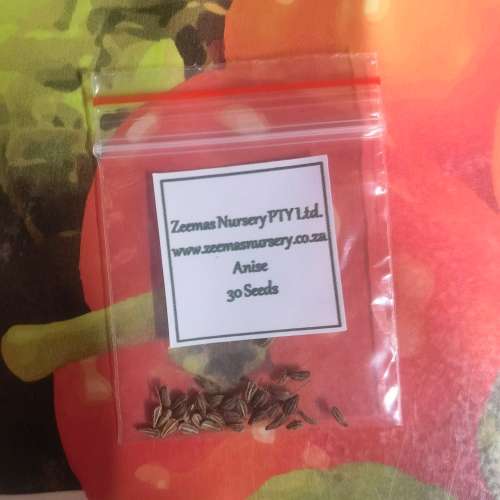 Zeemas Nursery PTY Ltd.
www.zeemasnursery.co.za
Anise
30 Seeds